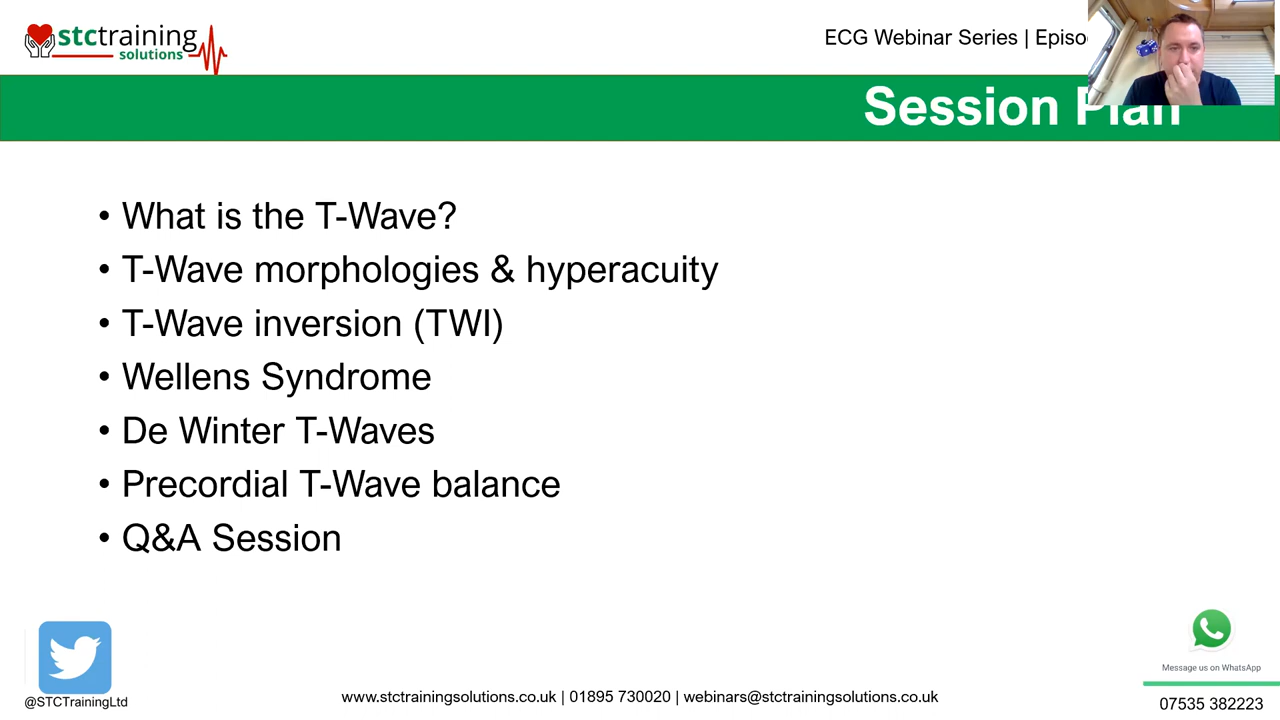 stctraining
solutions
ECG Webinar Series |
Session Plan
• What is the T-Wave?
• T-Wave morphologies & hyperacuity
• T-Wave inversion (TWI)
• Wellens Syndrome
• De Winter T-Waves
• Precordial T-Wave balance
• Q&A Session
@STCTrainingLtd
www.stctrainingsolutions.co.uk | 01895 730020 | webinars@stctrainingsolutions.co.uk
Message us on WhatsApp
07535 382223